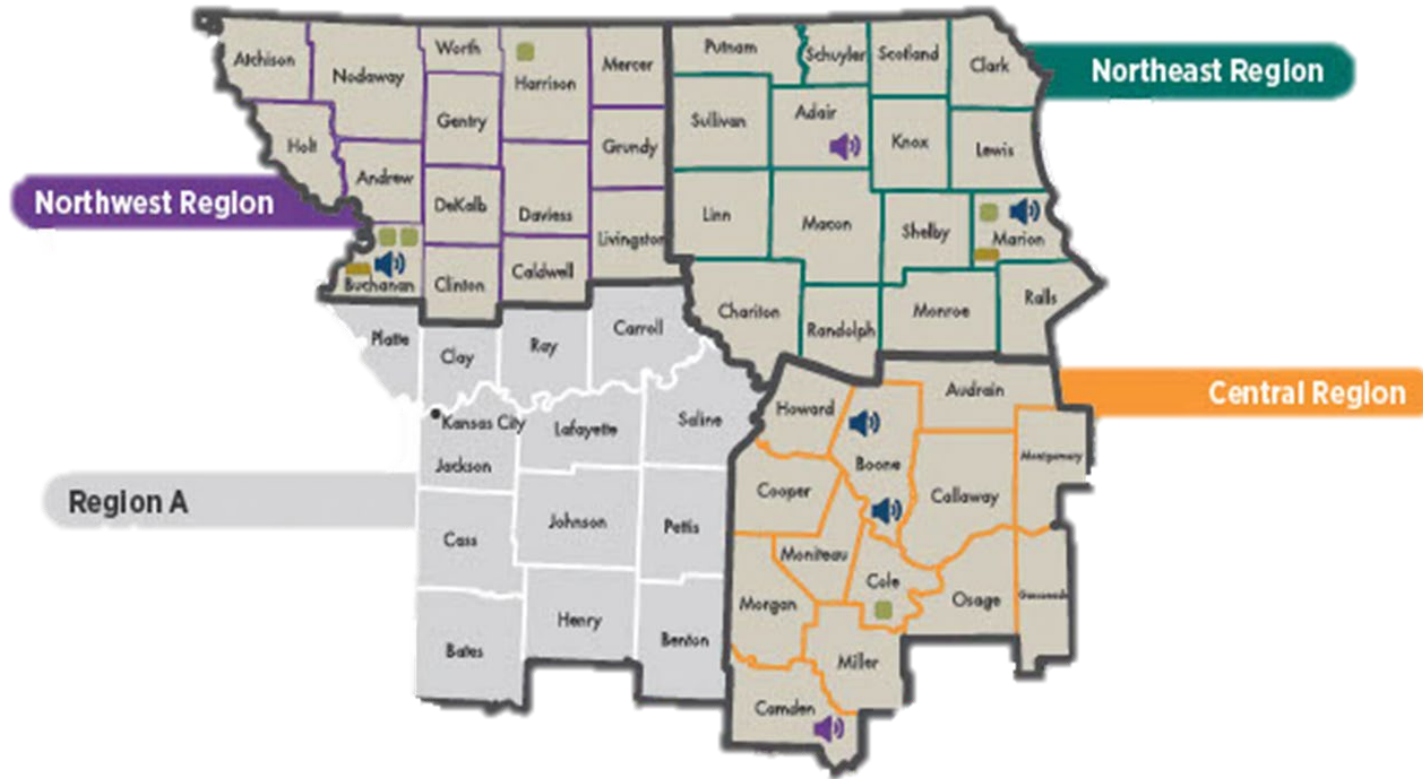 Northeast Region
Northwest Region
Central Region
Region A
Atchison
Nodaway
Worth
Harrison
Mercer
Putnam
Schuyler
Scotland
Clark
Holt
Andrew
Gentry
Grundy
Sullivan
Adair
Knox
Lewis
DeKalb
Daviess
Livingston
Linn
Macon
Shelby
Marion
Buchanan
Clinton
Caldwell
Chariton
Randolph
Monroe
Ralls
Platte
Clay
Ray
Carroll
Kansas City
Jackson
Lafayette
Saline
Howard
Boone
Audrain
Montgomery
Cass
Johnson
Pettis
Cooper
Callaway
Moniteau
Cole
Osage
Gasconade
Bates
Henry
Benton
Morgan
Miller
Camden